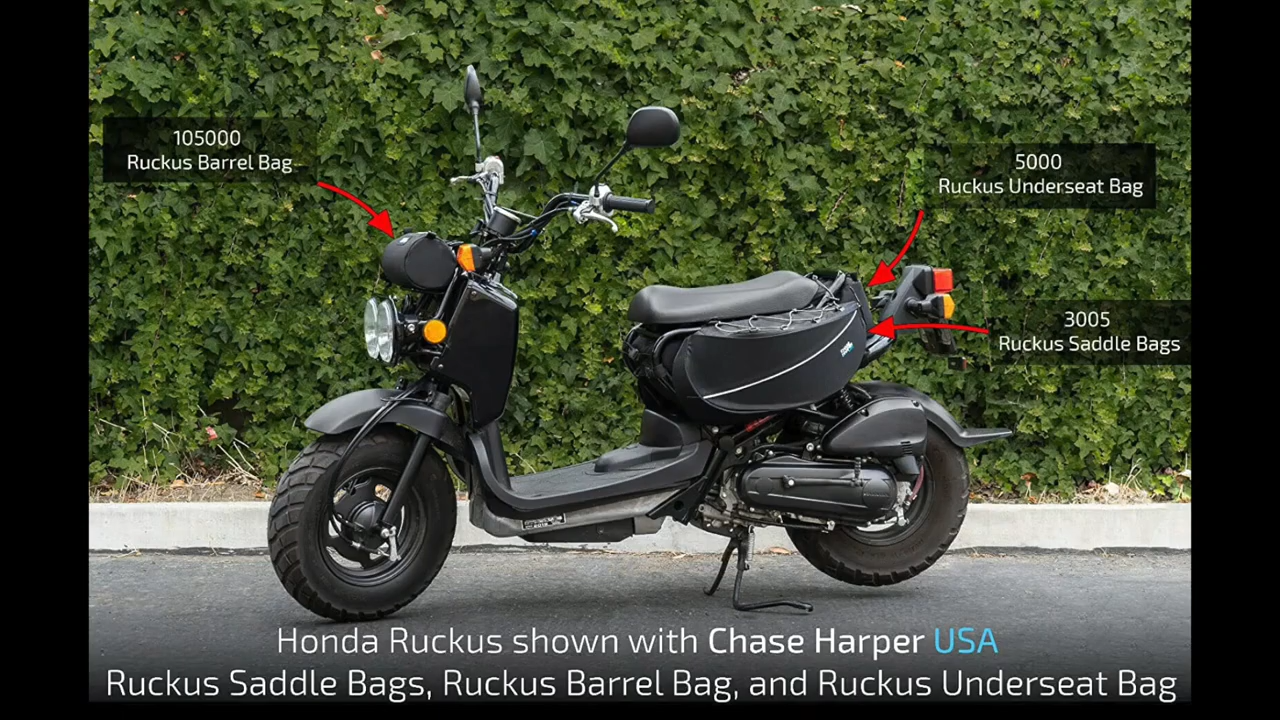 105000
Ruckus Barrel Bag
5000
Ruckus Underseat Bag
3005
Ruckus Saddle Bags
Honda Ruckus shown with Chase Harper USA
Ruckus Saddle Bags, Ruckus Barrel Bag, and Ruckus Underseat Bag